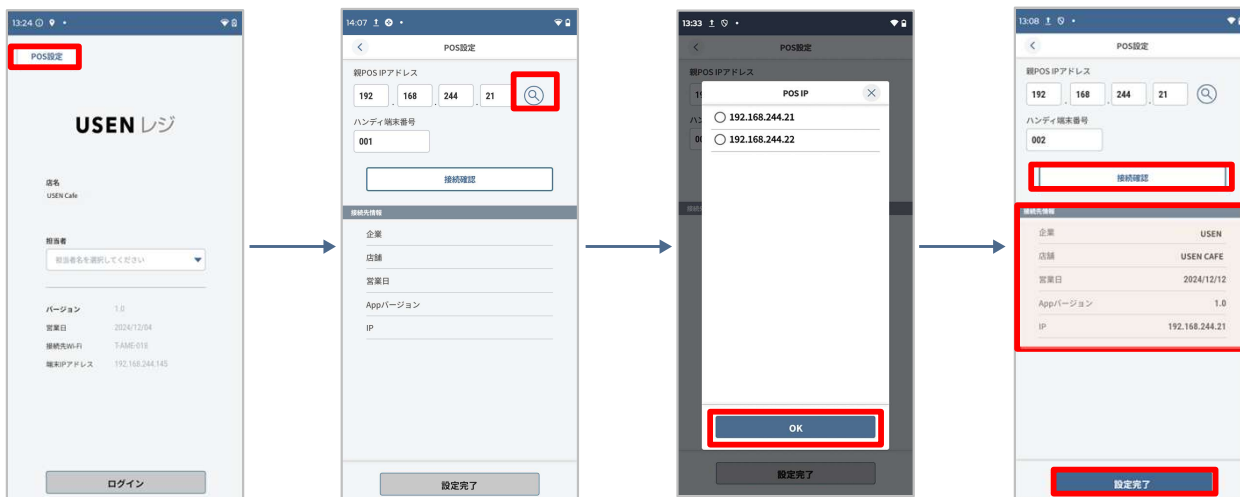 13:24
POS設定
USEN レジ
店名
USEN Cafe
担当者
担当者名を選択してください
バージョン 1.0
営業日 2024/12/04
接続先Wi-Fi T-AME-018
端末IPアドレス 192.168.244.145
ログイン
14:07
POS設定
親POS IPアドレス
192 . 168 . 244 . 21
ハンディ端末番号
001
接続確認
接続先情報
企業
店舗
営業日
Appバージョン
IP
設定完了
13:33
POS設定
親POS IPアドレス
POS IP
192.168.244.21
192.168.244.22
OK
設定完了
13:08
POS設定
親POS IPアドレス
192 . 168 . 244 . 21
ハンディ端末番号
002
接続確認
接続先情報
企業 USEN
店舗 USEN CAFE
営業日 2024/12/12
Appバージョン 1.0
IP 192.168.244.21
設定完了